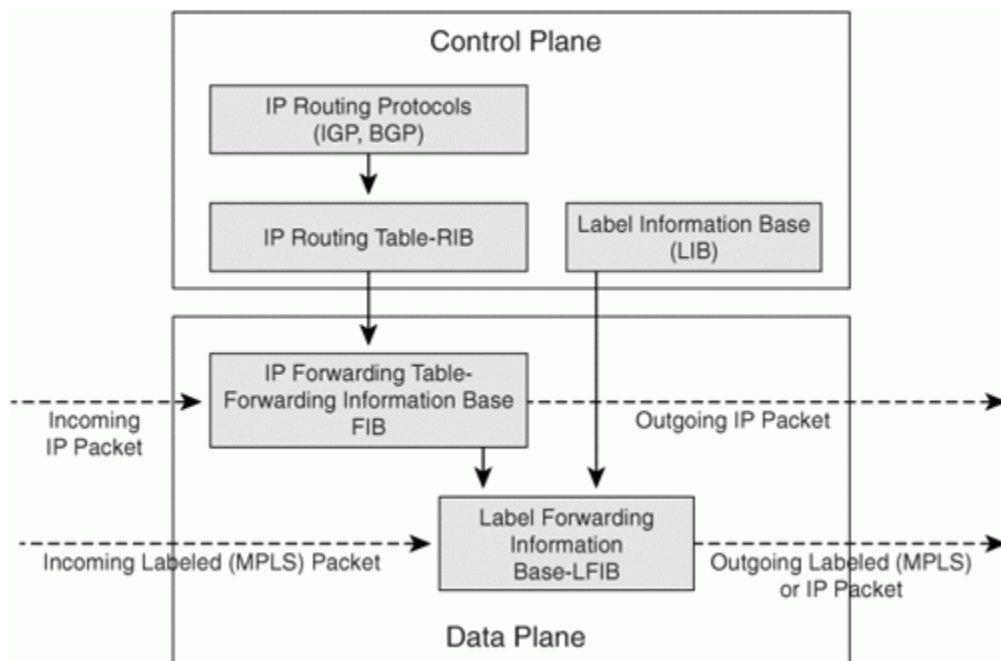 Control Plane
IP Routing Protocols
(IGP, BGP)
IP Routing Table-RIB
Label Information Base
(LIB)
IP Forwarding Table-
Forwarding Information Base
FIB
Incoming
IP Packet
Outgoing IP Packet
Label Forwarding
Information
Base-LFIB
Incoming Labeled (MPLS) Packet
Outgoing Labeled (MPLS)
or IP Packet
Data Plane